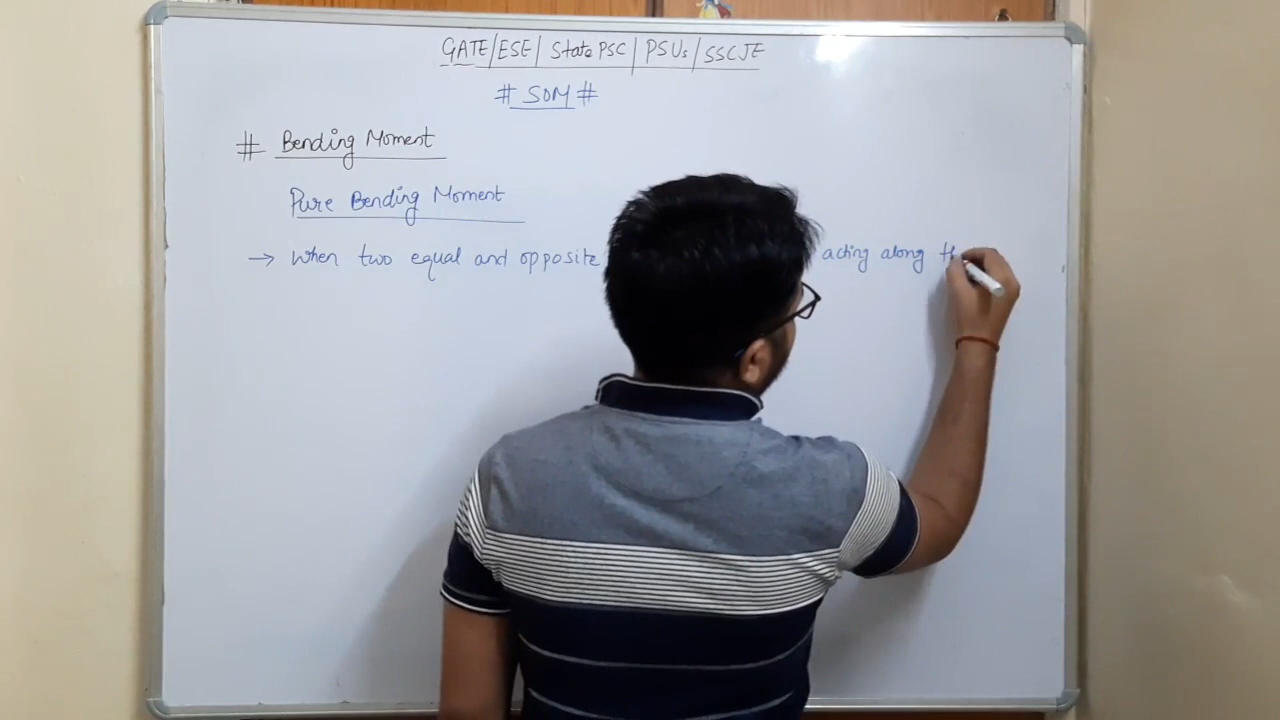 GATE/ESE/ State PSC/ PSUs/ SSCJE
# SOM #
# Bending Moment
Pure Bending Moment
→ When two equal and opposite acting along th